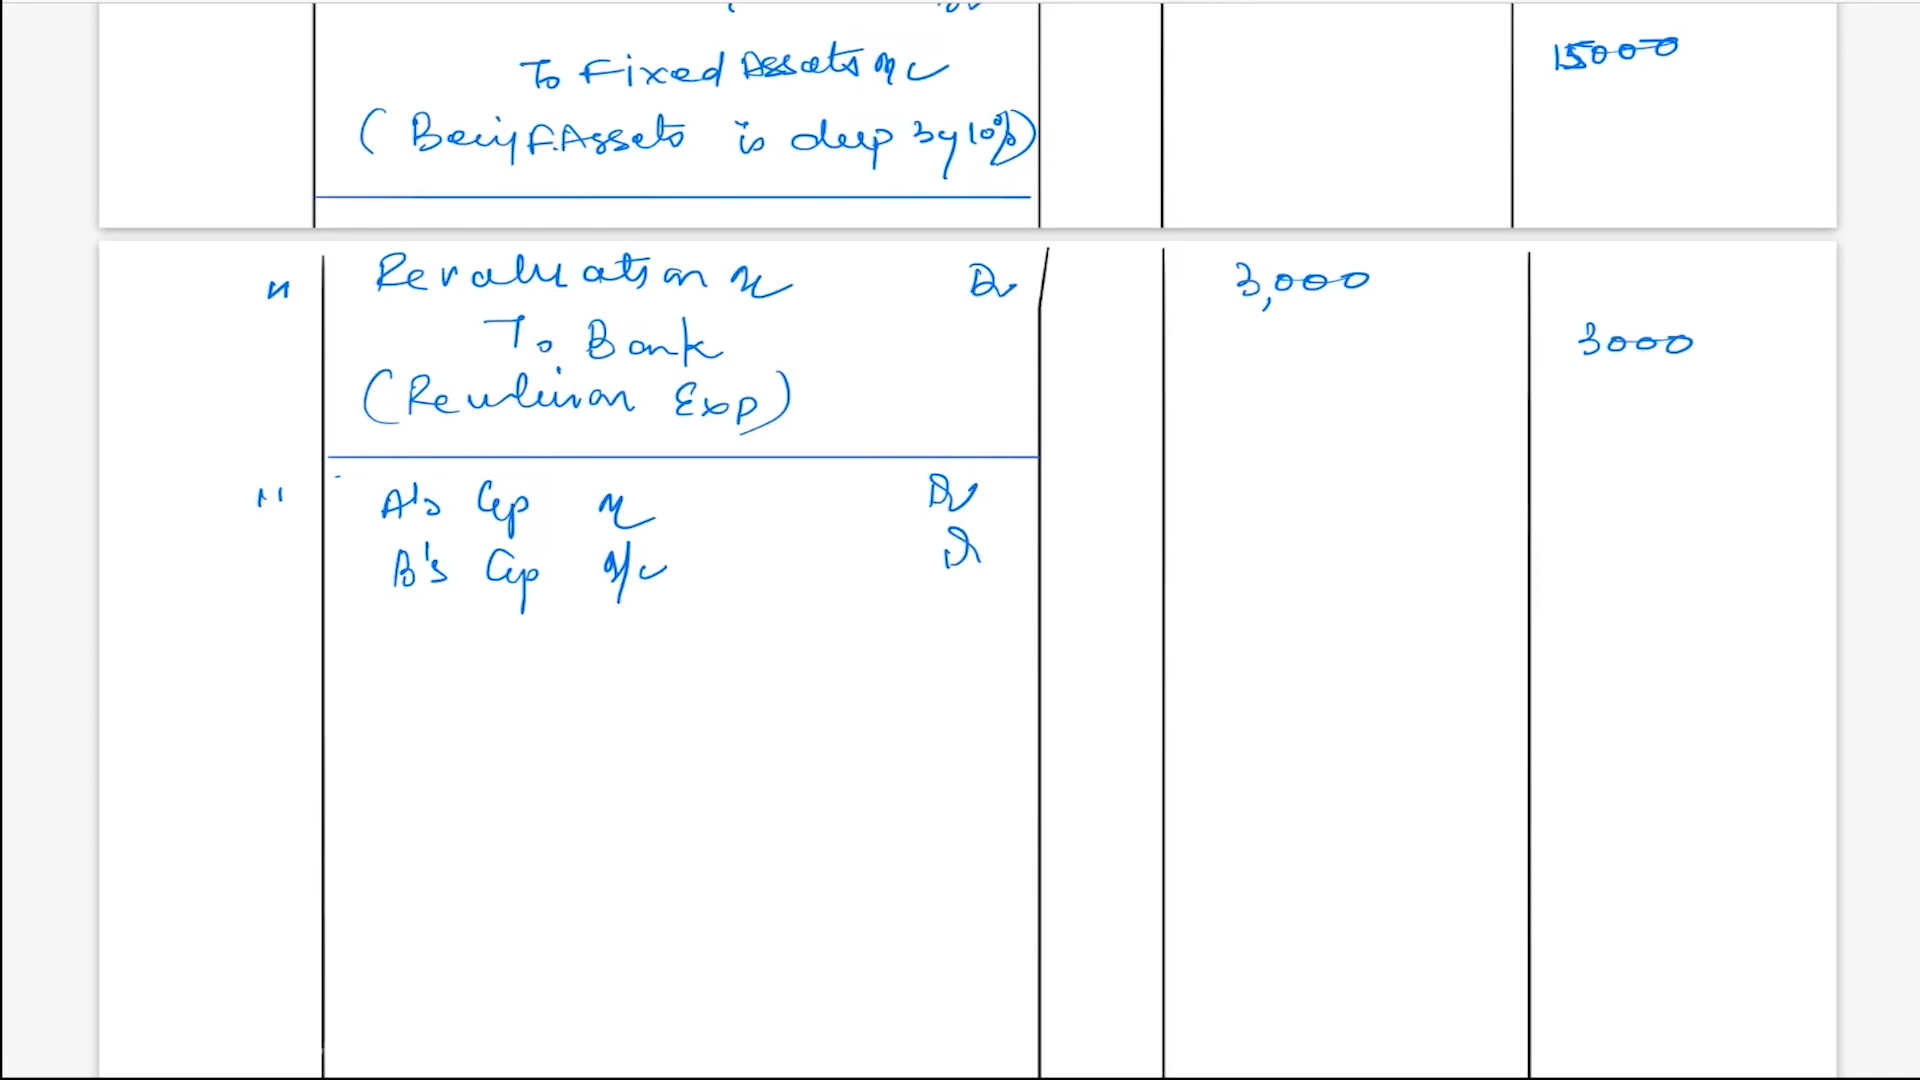 To Fixed Assets a/c 15000
(Being F.Assets is dep by 10%)
" Revaluation a/c Dr 3,000
To Bank 3000
(Exp)
" A's Cap a/c Dr
B's Cap a/c Dr